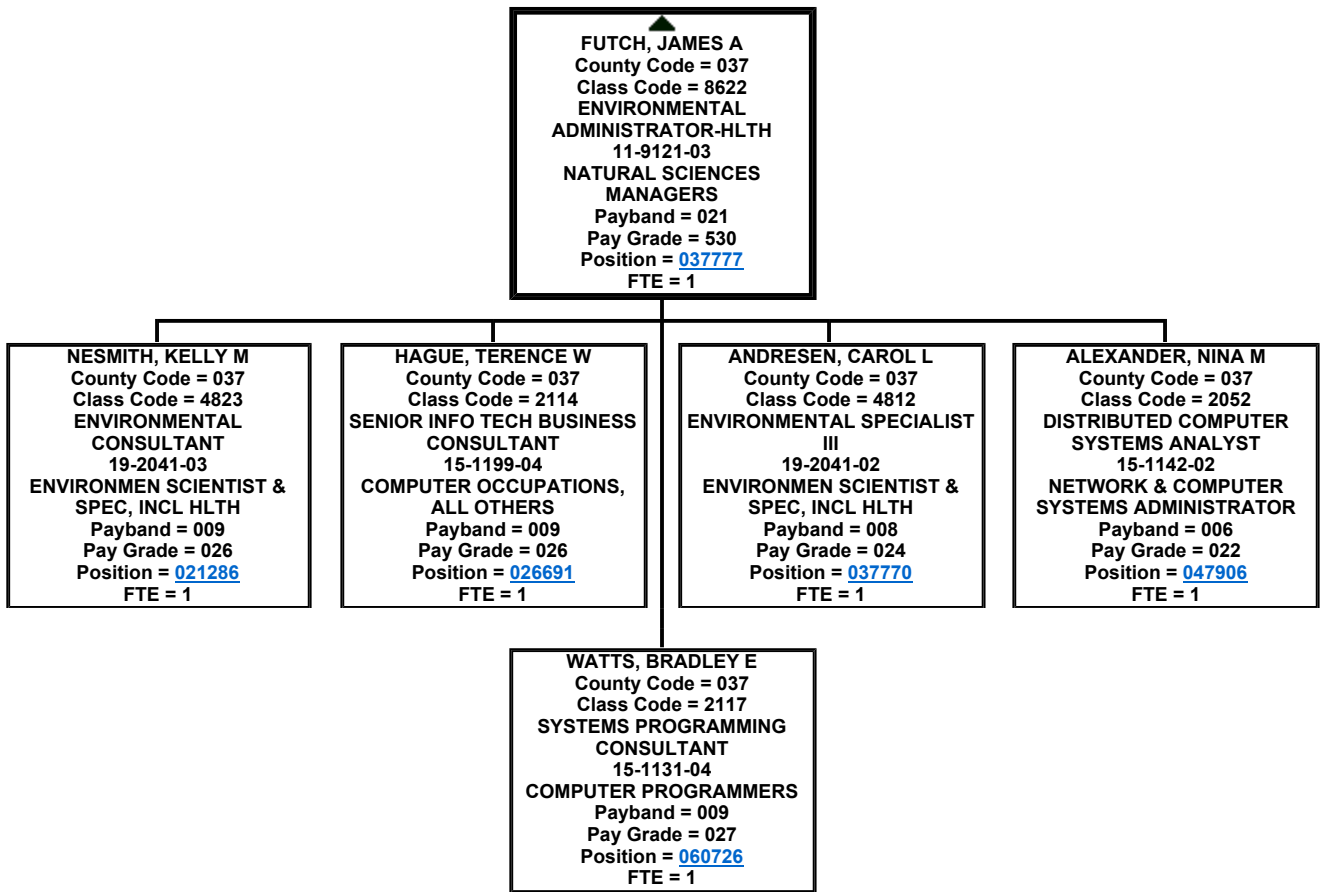 FUTCH, JAMES A
County Code = 037
Class Code = 8622
ENVIRONMENTAL
ADMINISTRATOR-HLTH
11-9121-03
NATURAL SCIENCES
MANAGERS
Payband = 021
Pay Grade = 530
Position = 037777
FTE = 1
NESMITH, KELLY M
County Code = 037
Class Code = 4823
ENVIRONMENTAL
CONSULTANT
19-2041-03
ENVIRONMEN SCIENTIST &
SPEC, INCL HLTH
Payband = 009
Pay Grade = 026
Position = 021286
FTE = 1
HAGUE, TERENCE W
County Code = 037
Class Code = 2114
SENIOR INFO TECH BUSINESS
CONSULTANT
15-1199-04
COMPUTER OCCUPATIONS,
ALL OTHERS
Payband = 009
Pay Grade = 026
Position = 026691
FTE = 1
ANDRESEN, CAROL L
County Code = 037
Class Code = 4812
ENVIRONMENTAL SPECIALIST
III
19-2041-02
ENVIRONMEN SCIENTIST &
SPEC, INCL HLTH
Payband = 008
Pay Grade = 024
Position = 037770
FTE = 1
ALEXANDER, NINA M
County Code = 037
Class Code = 2052
DISTRIBUTED COMPUTER
SYSTEMS ANALYST
15-1142-02
NETWORK & COMPUTER
SYSTEMS ADMINISTRATOR
Payband = 006
Pay Grade = 022
Position = 047906
FTE = 1
WATTS, BRADLEY E
County Code = 037
Class Code = 2117
SYSTEMS PROGRAMMING
CONSULTANT
15-1131-04
COMPUTER PROGRAMMERS
Payband = 009
Pay Grade = 027
Position = 060726
FTE = 1